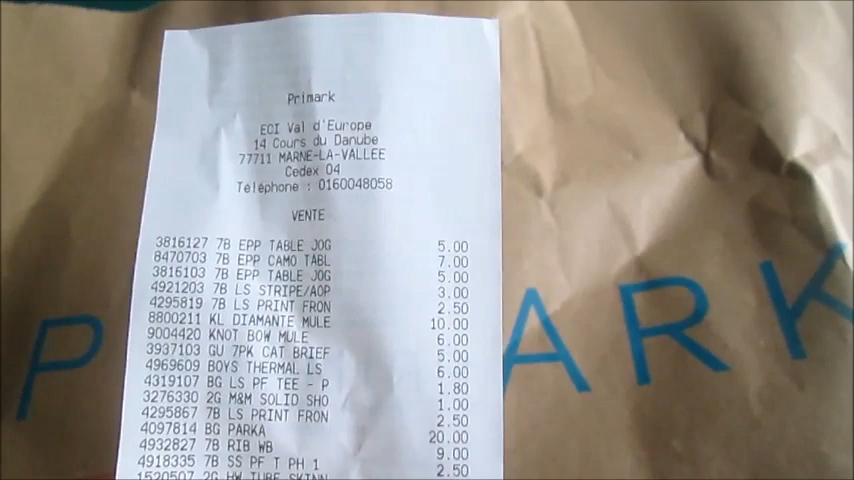 Primark
ECI Val d'Europe
14 Cours du Danube
77711 MARNE-LA-VALLEE
Cedex 04
Téléphone : 0160048058
VENTE
3816127 7B EPP TABLE JOG 5.00
8470703 7B EPP CAMO TABL 7.00
3816103 7B EPP TABLE JOG 5.00
4921203 7B LS STRIPE/AOP 3.00
4295819 7B LS PRINT FRON 2.50
8800211 KL DIAMANTE MULE 10.00
9004420 KNOT BOW MULE 6.00
3937103 GU 7PK CAT BRIEF 5.00
4969609 BOYS THERMAL LS 6.00
4319107 BG LS PF TEE - P 1.80
3276330 2G M&M SOLID SHO 1.00
4295867 7B LS PRINT FRON 2.50
4097814 BG PARKA 20.00
4932827 7B RIB WB 9.00
4918335 7B SS PF T PH 1 2.50
1520507 2G HW TUBE SKINN
P ARK